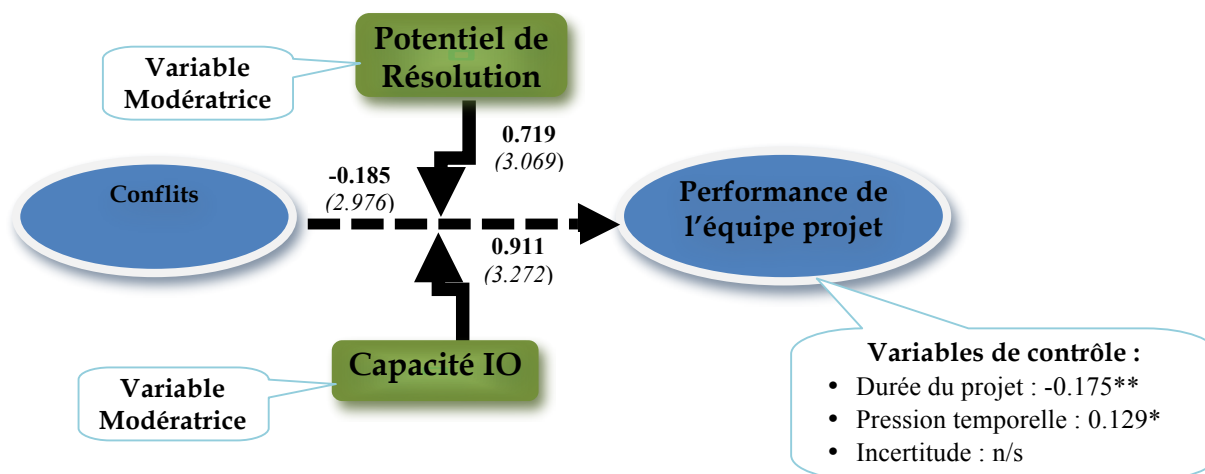 Potentiel de
Résolution
Variable
Modératrice
0.719
(3.069)
-0.185
(2.976)
Conflits
Performance de
l'équipe projet
0.911
(3.272)
Capacité IO
Variable
Modératrice
Variables de contrôle :
• Durée du projet : -0.175**
• Pression temporelle : 0.129*
• Incertitude : n/s